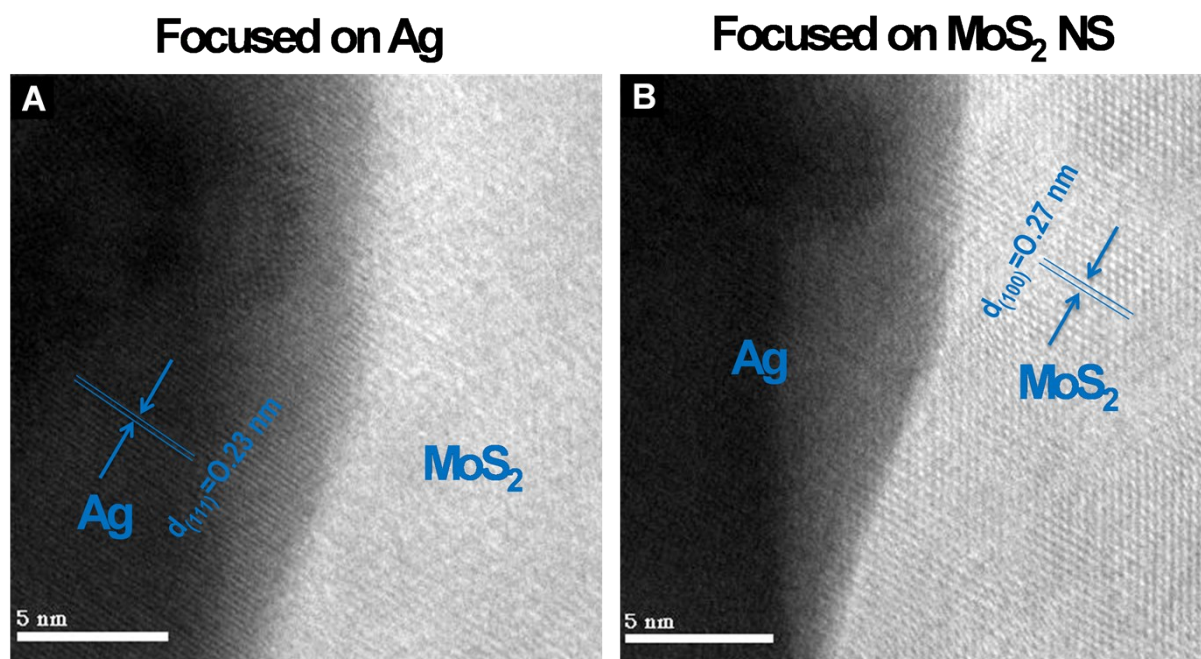 Focused on Ag
Focused on MoS₂ NS
A
Ag
d(111)=0.23 nm
MoS₂
5 nm
B
Ag
d(100)=0.27 nm
MoS₂
5 nm